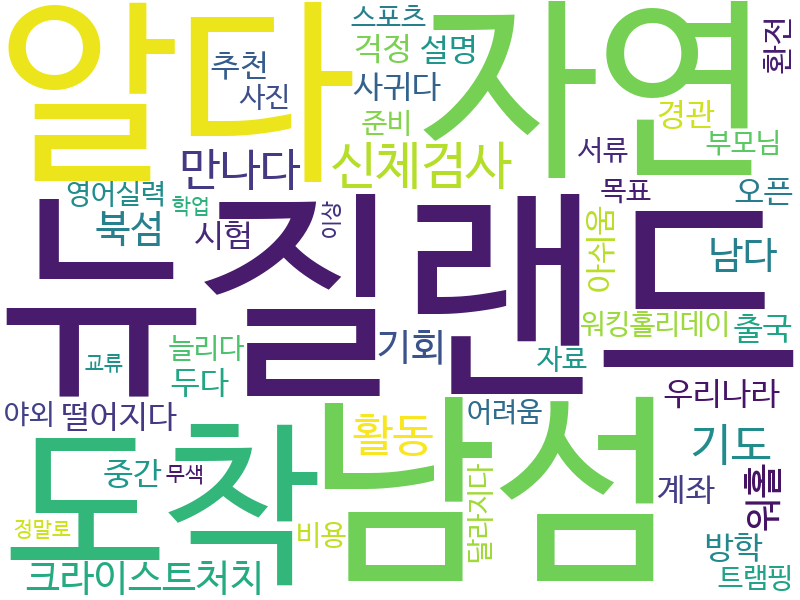 알다
자연
스포츠
걱정
설명
추천
사진
사귀다
준비
환전
경관
만나다
신체검사
서류
부모님
영어실력
학업
이상
목표
오픈
북섬
시험
뉴질랜드
아쉬움
남다
워킹홀리데이
출국
늘리다
기회
교류
두다
자료
우리나라
야외
떨어지다
도착
남섬
활동
어려움
기도
중간
무색
달라지다
계좌
워홀
정말로
비용
방학
크라이스트처치
트램핑